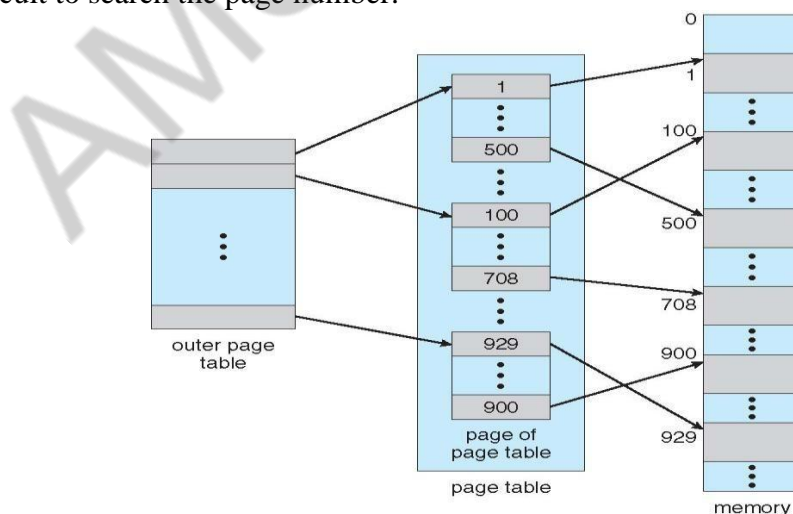 cult to search the page number.
AMC
0
1
100
500
708
900
929
1
500
100
708
929
900
outer page
table
page of
page table
page table
memory